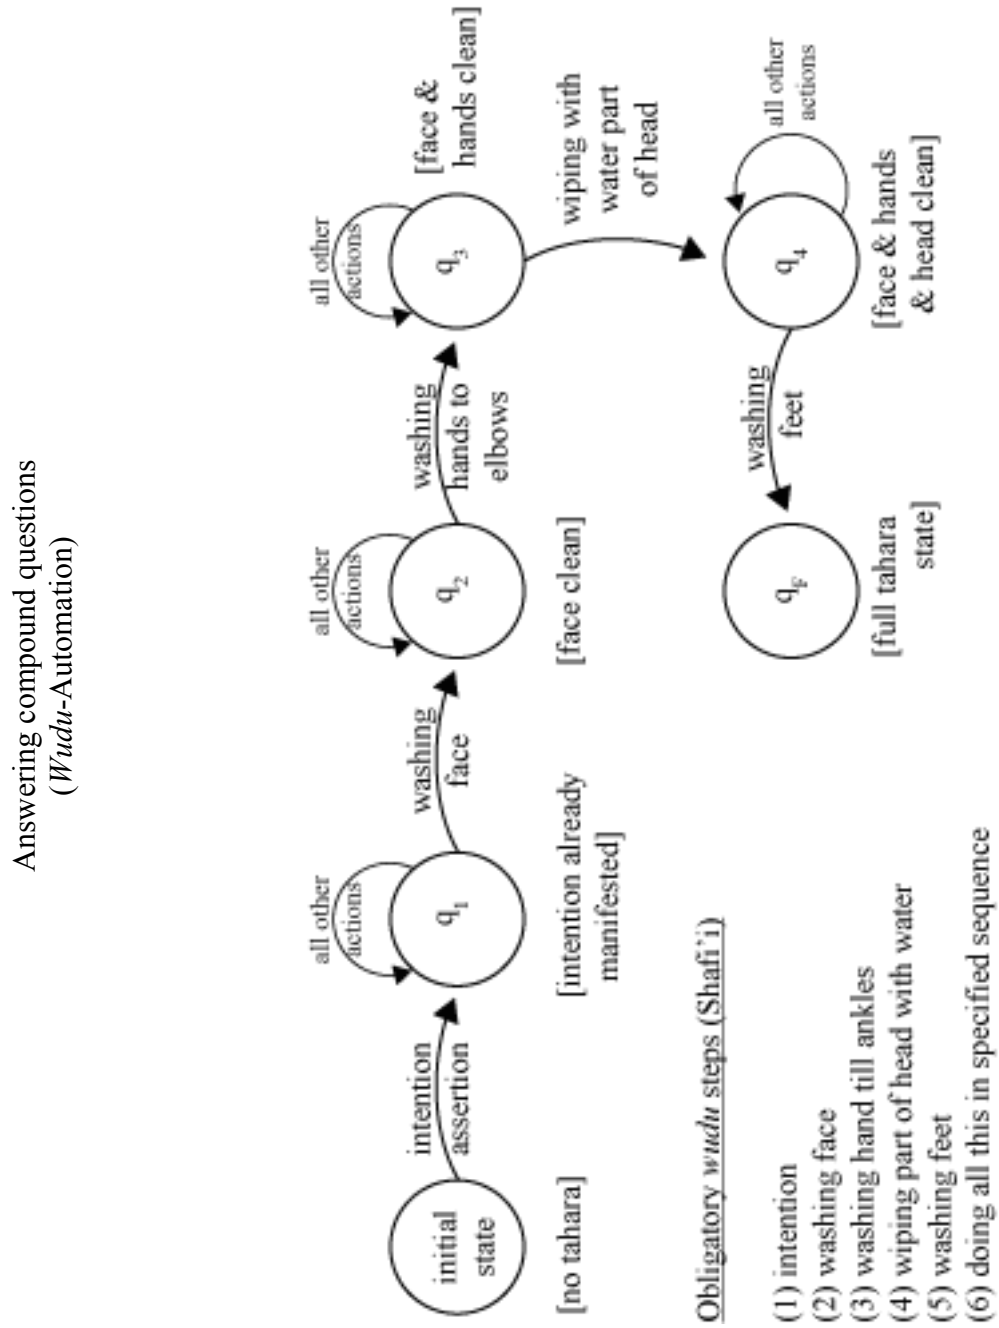 Answering compound questions
(Wudu-Automation)
initial
state
[no tahara]
intention
assertion
all other
actions
q1
[intention already
manifested]
washing
face
all other
actions
q2
[face clean]
washing
hands to
elbows
all other
actions
q3
[face &
hands clean]
wiping with
water part
of head
all other
actions
q4
[face & hands
& head clean]
washing
feet
qF
[full tahara
state]
Obligatory wudu steps (Shafi'i)
(1) intention
(2) washing face
(3) washing hand till ankles
(4) wiping part of head with water
(5) washing feet
(6) doing all this in specified sequence